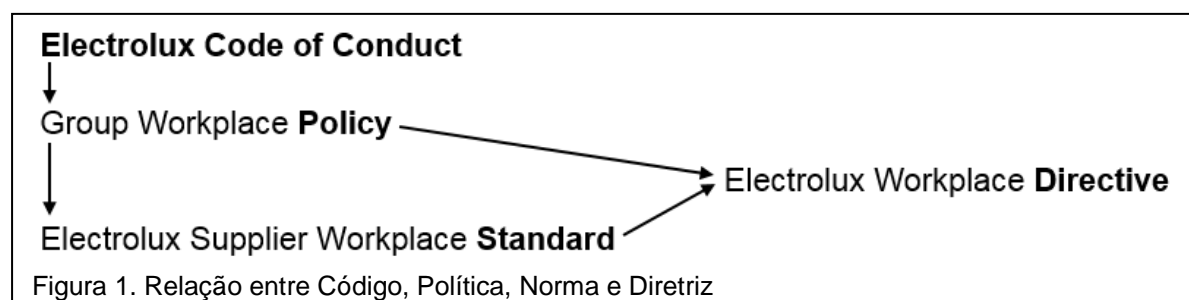 Electrolux Code of Conduct
Group Workplace Policy
Electrolux Workplace Directive
Electrolux Supplier Workplace Standard
Figura 1. Relação entre Código, Política, Norma e Diretriz